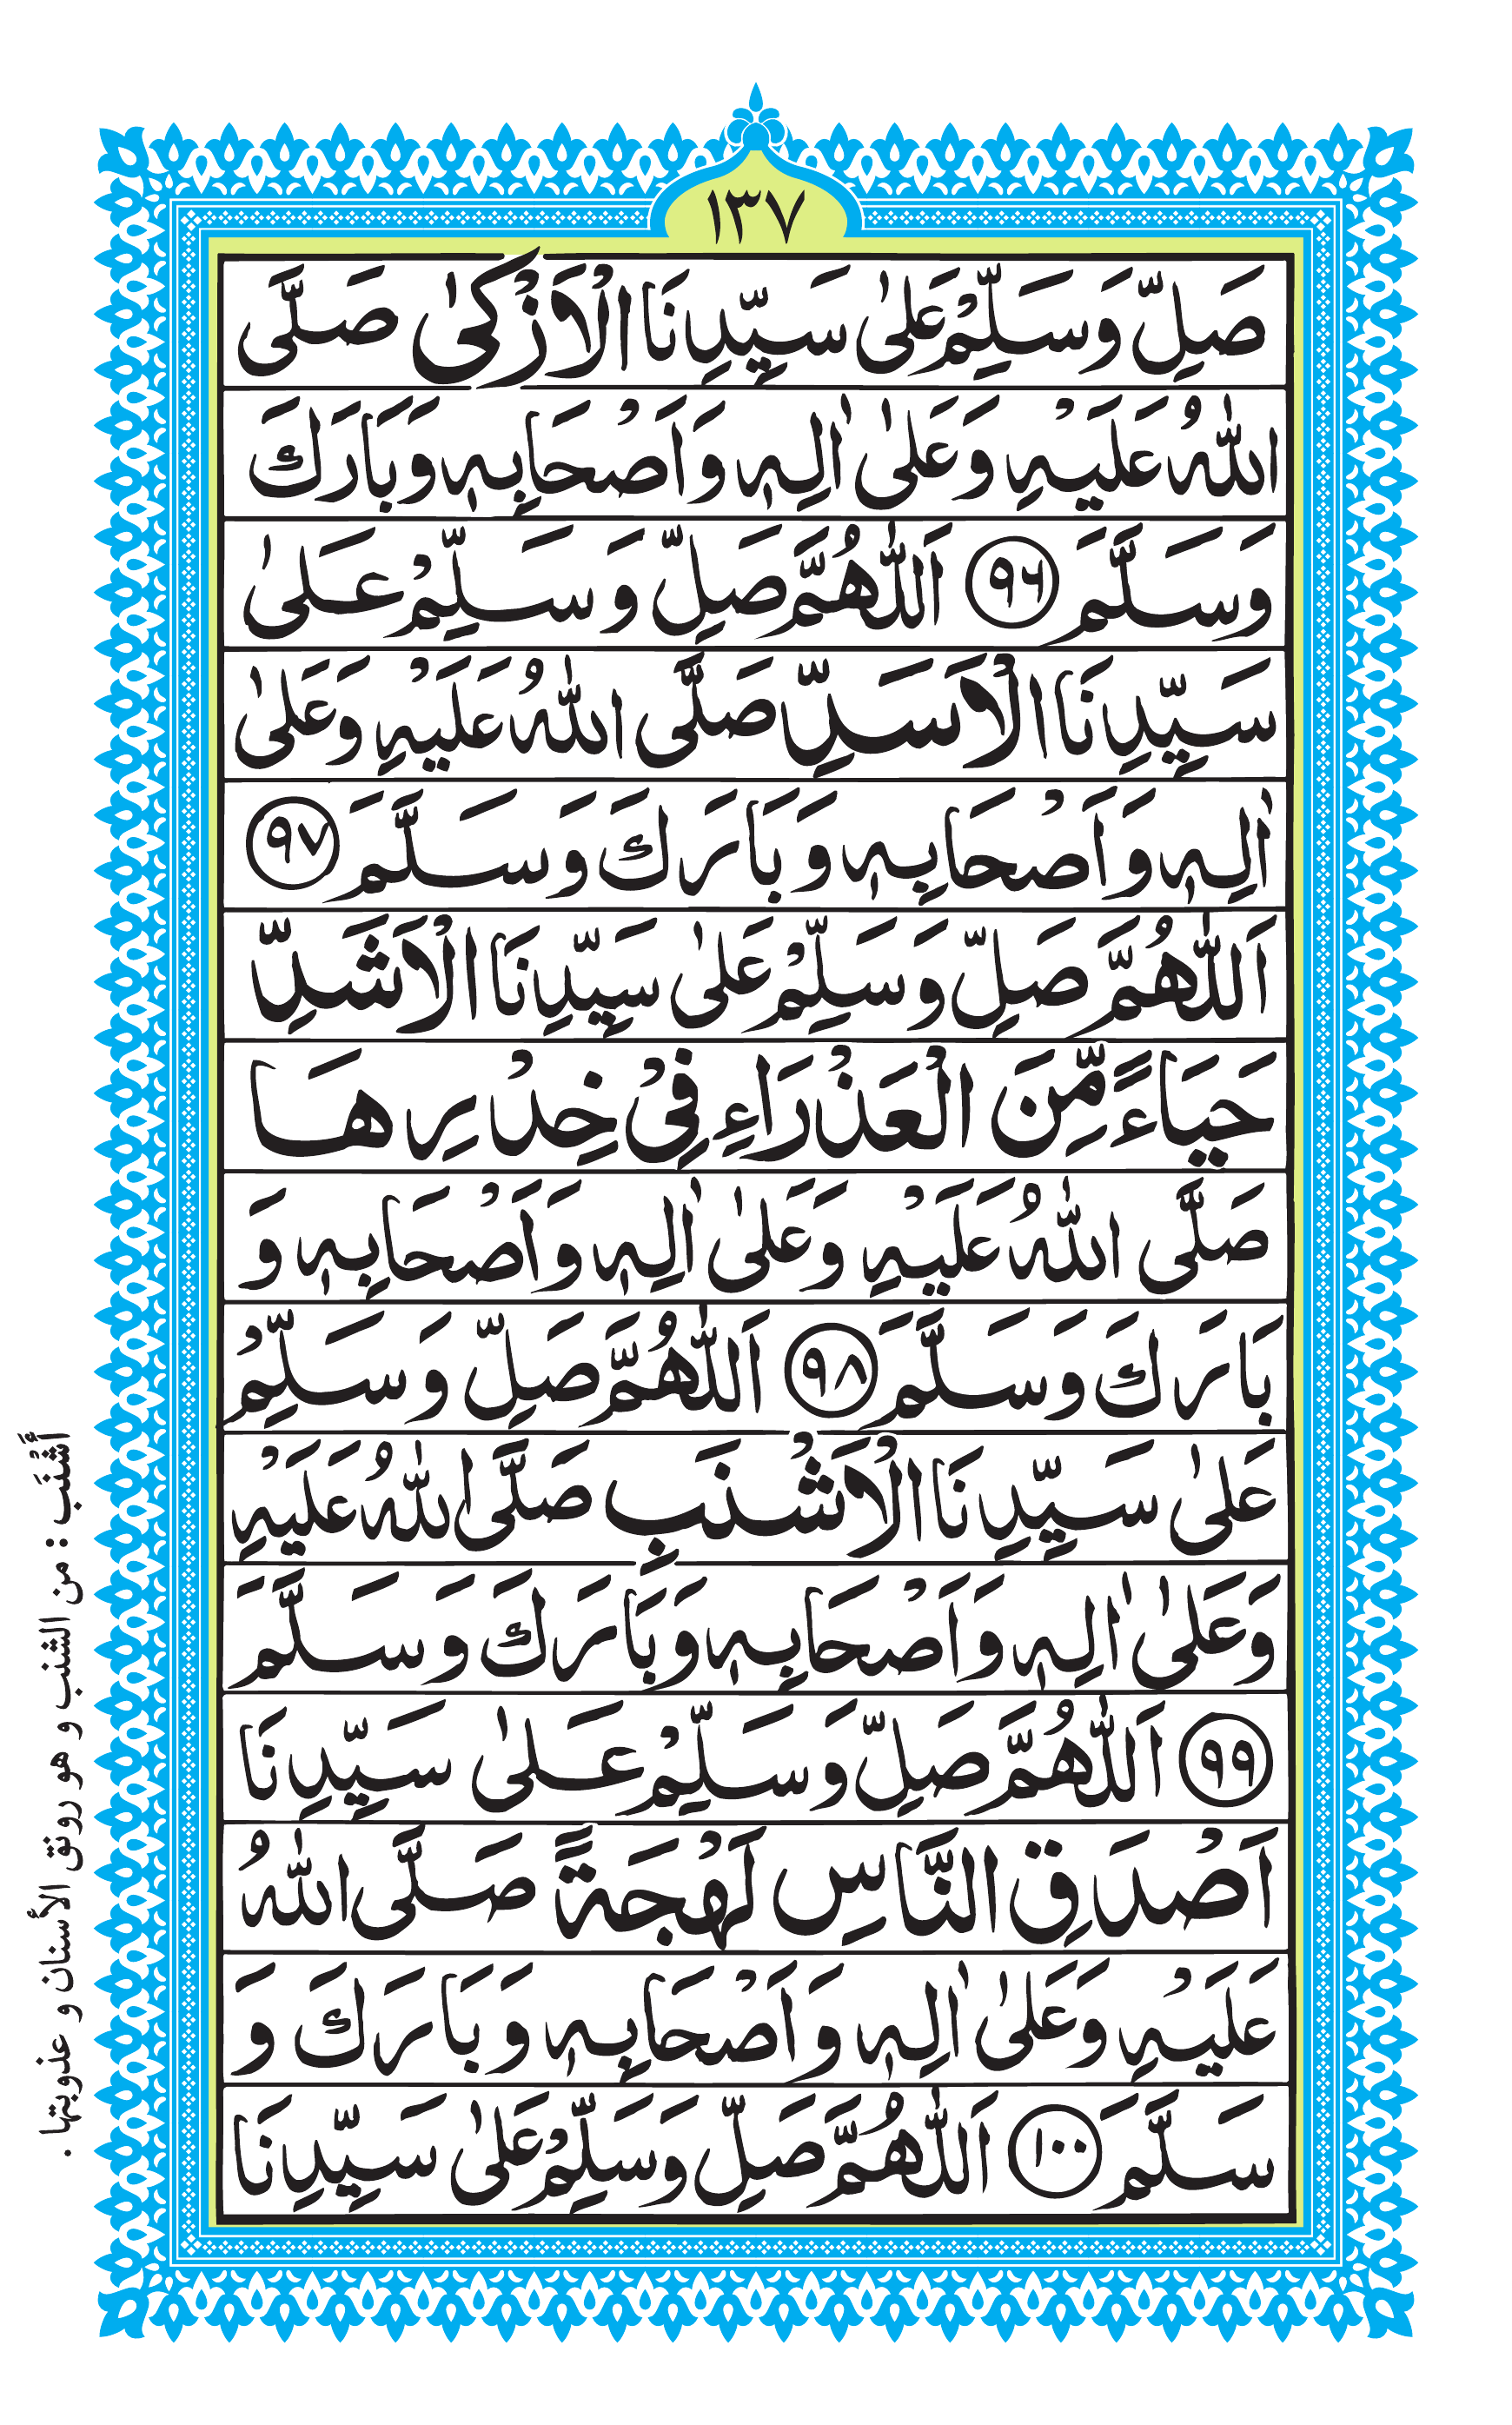 ١٣٧
صَلِّ وَسَلِّمْ عَلٰى سَيِّدِنَا الْاَزْكٰى صَلَّى
اللّٰهُ عَلَيْهِ وَعَلٰى اٰلِهٖ وَاَصْحَابِهٖ وَبَارَكَ
وَسَلَّمَ ٩٦ اَللّٰهُمَّ صَلِّ وَسَلِّمْ عَلٰى
سَيِّدِنَا الْاَسَدِّ صَلَّى اللّٰهُ عَلَيْهِ وَعَلٰى
اٰلِهٖ وَاَصْحَابِهٖ وَبَارَكَ وَسَلَّمَ ٩٧
اَللّٰهُمَّ صَلِّ وَسَلِّمْ عَلٰى سَيِّدِنَا الْاَشَدِّ
حَيَاءً مِّنَ الْعَذْرَاءِ فِيْ خِدْرِهَا
صَلَّى اللّٰهُ عَلَيْهِ وَعَلٰى اٰلِهٖ وَاَصْحَابِهٖ وَ
بَارَكَ وَسَلَّمَ ٩٨ اَللّٰهُمَّ صَلِّ وَسَلِّمْ
عَلٰى سَيِّدِنَا الْاَشْنَبِ صَلَّى اللّٰهُ عَلَيْهِ
وَعَلٰى اٰلِهٖ وَاَصْحَابِهٖ وَبَارَكَ وَسَلَّمَ
٩٩ اَللّٰهُمَّ صَلِّ وَسَلِّمْ عَلٰى سَيِّدِنَا
اَصْدَقِ النَّاسِ لَهْجَةً صَلَّى اللّٰهُ
عَلَيْهِ وَعَلٰى اٰلِهٖ وَاَصْحَابِهٖ وَبَارَكَ وَ
سَلَّمَ ١٠٠ اَللّٰهُمَّ صَلِّ وَسَلِّمْ عَلٰى سَيِّدِنَا
أَشْنَب : من الشنب و هو رونق الأسنان و عذوبتها .